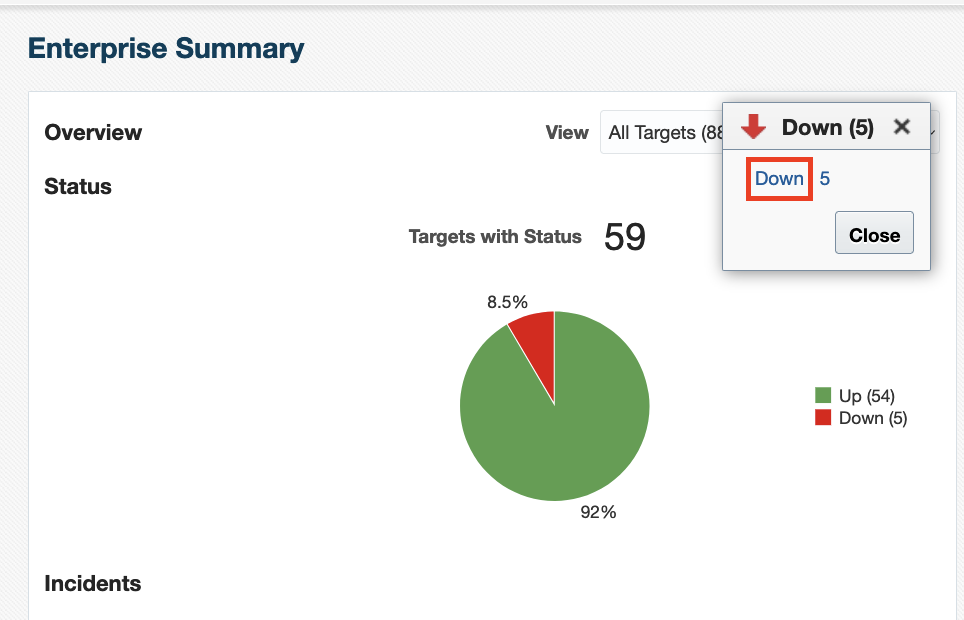 Enterprise Summary
Overview
View All Targets (88
Down (5)
Down 5
Close
Status
Targets with Status 59
8.5%
92%
Up (54)
Down (5)
Incidents